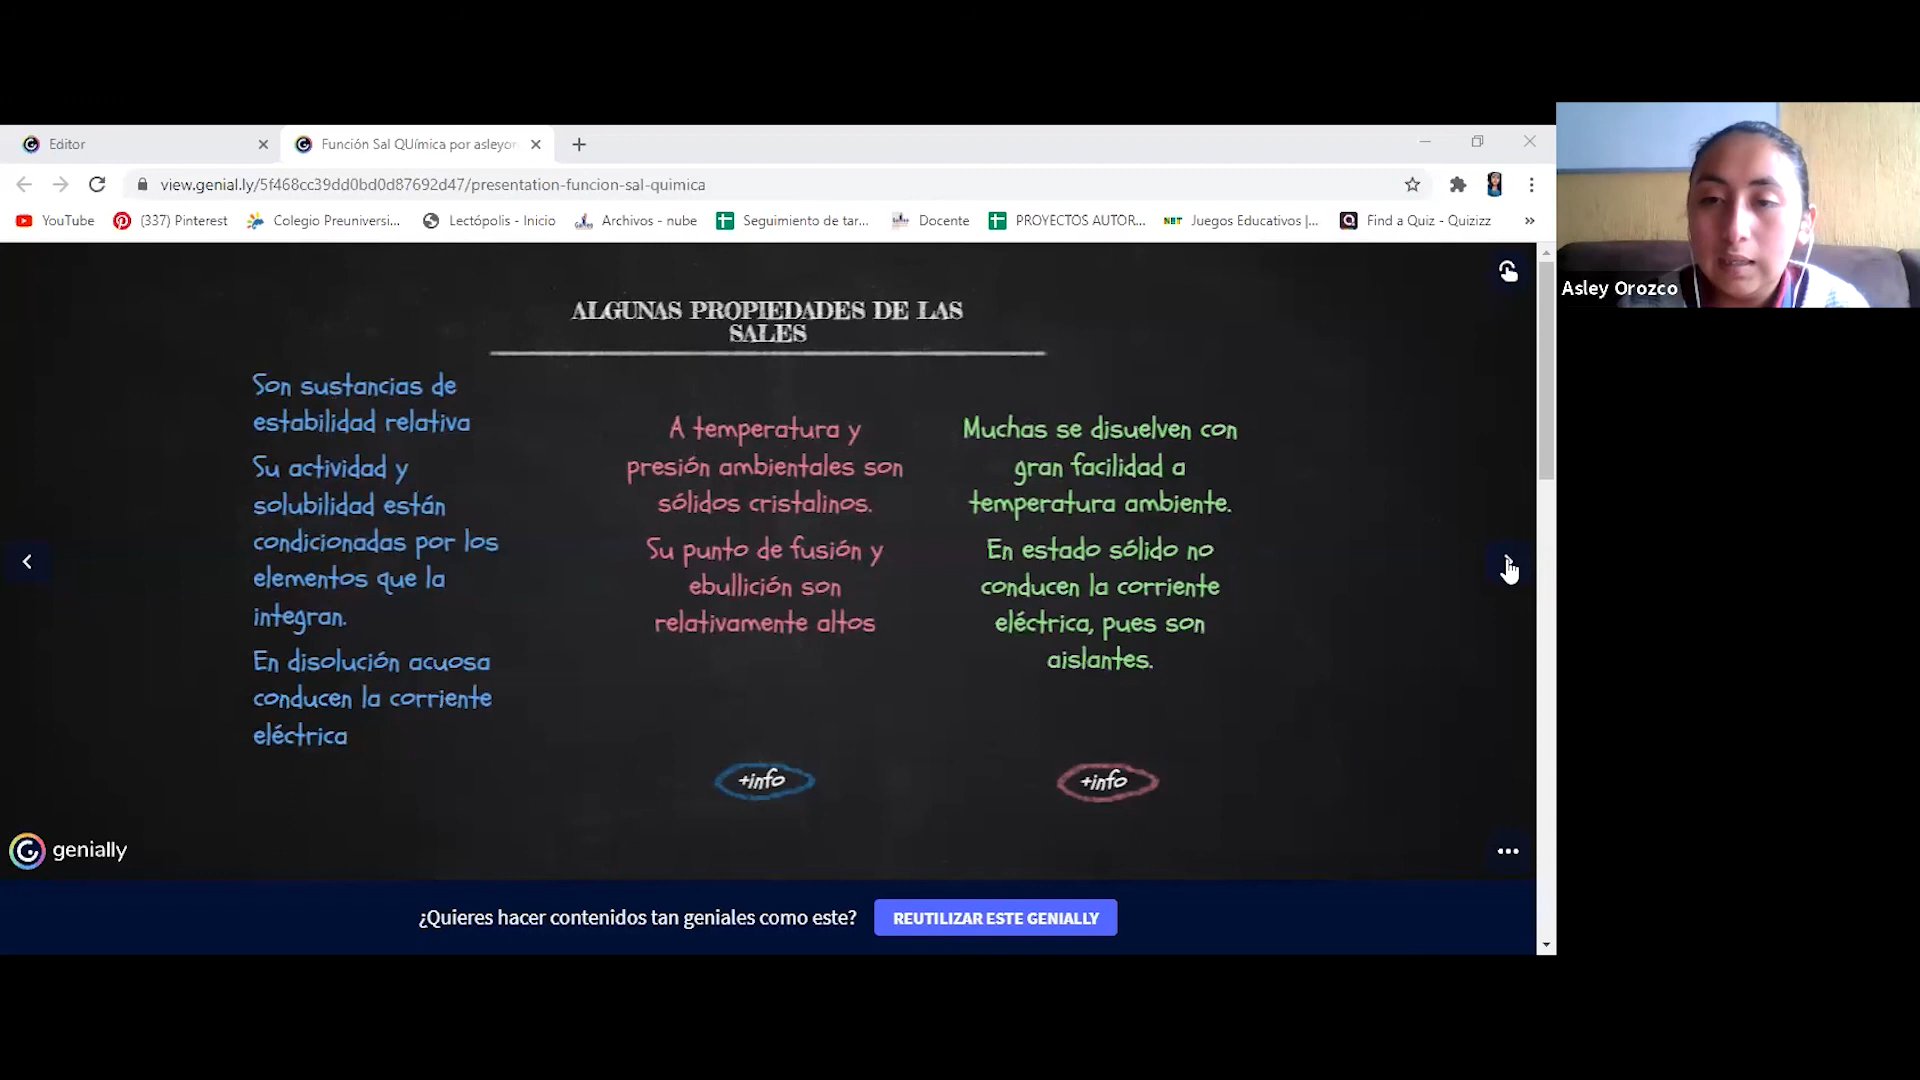 Editor
Función Sal QUímica por asleyor
view.genial.ly/5f468cc39dd0bd0d87692d47/presentation-funcion-sal-quimica
YouTube
(337) Pinterest
Colegio Preuniversi...
Lectópolis - Inicio
Archivos - nube
Seguimiento de tar...
Docente
PROYECTOS AUTOR...
Juegos Educativos |...
Find a Quiz - Quizizz
»
Asley Orozco
ALGUNAS PROPIEDADES DE LAS
SALES
Son sustancias de
estabilidad relativa
Su actividad y
solubilidad están
condicionadas por los
elementos que la
integran.
En disolución acuosa
conducen la corriente
eléctrica
A temperatura y
presión ambientales son
sólidos cristalinos.
Su punto de fusión y
ebullición son
relativamente altos
Muchas se disuelven con
gran facilidad a
temperatura ambiente.
En estado sólido no
conducen la corriente
eléctrica, pues son
aislantes.
+info
+info
genially
¿Quieres hacer contenidos tan geniales como este?
REUTILIZAR ESTE GENIALLY